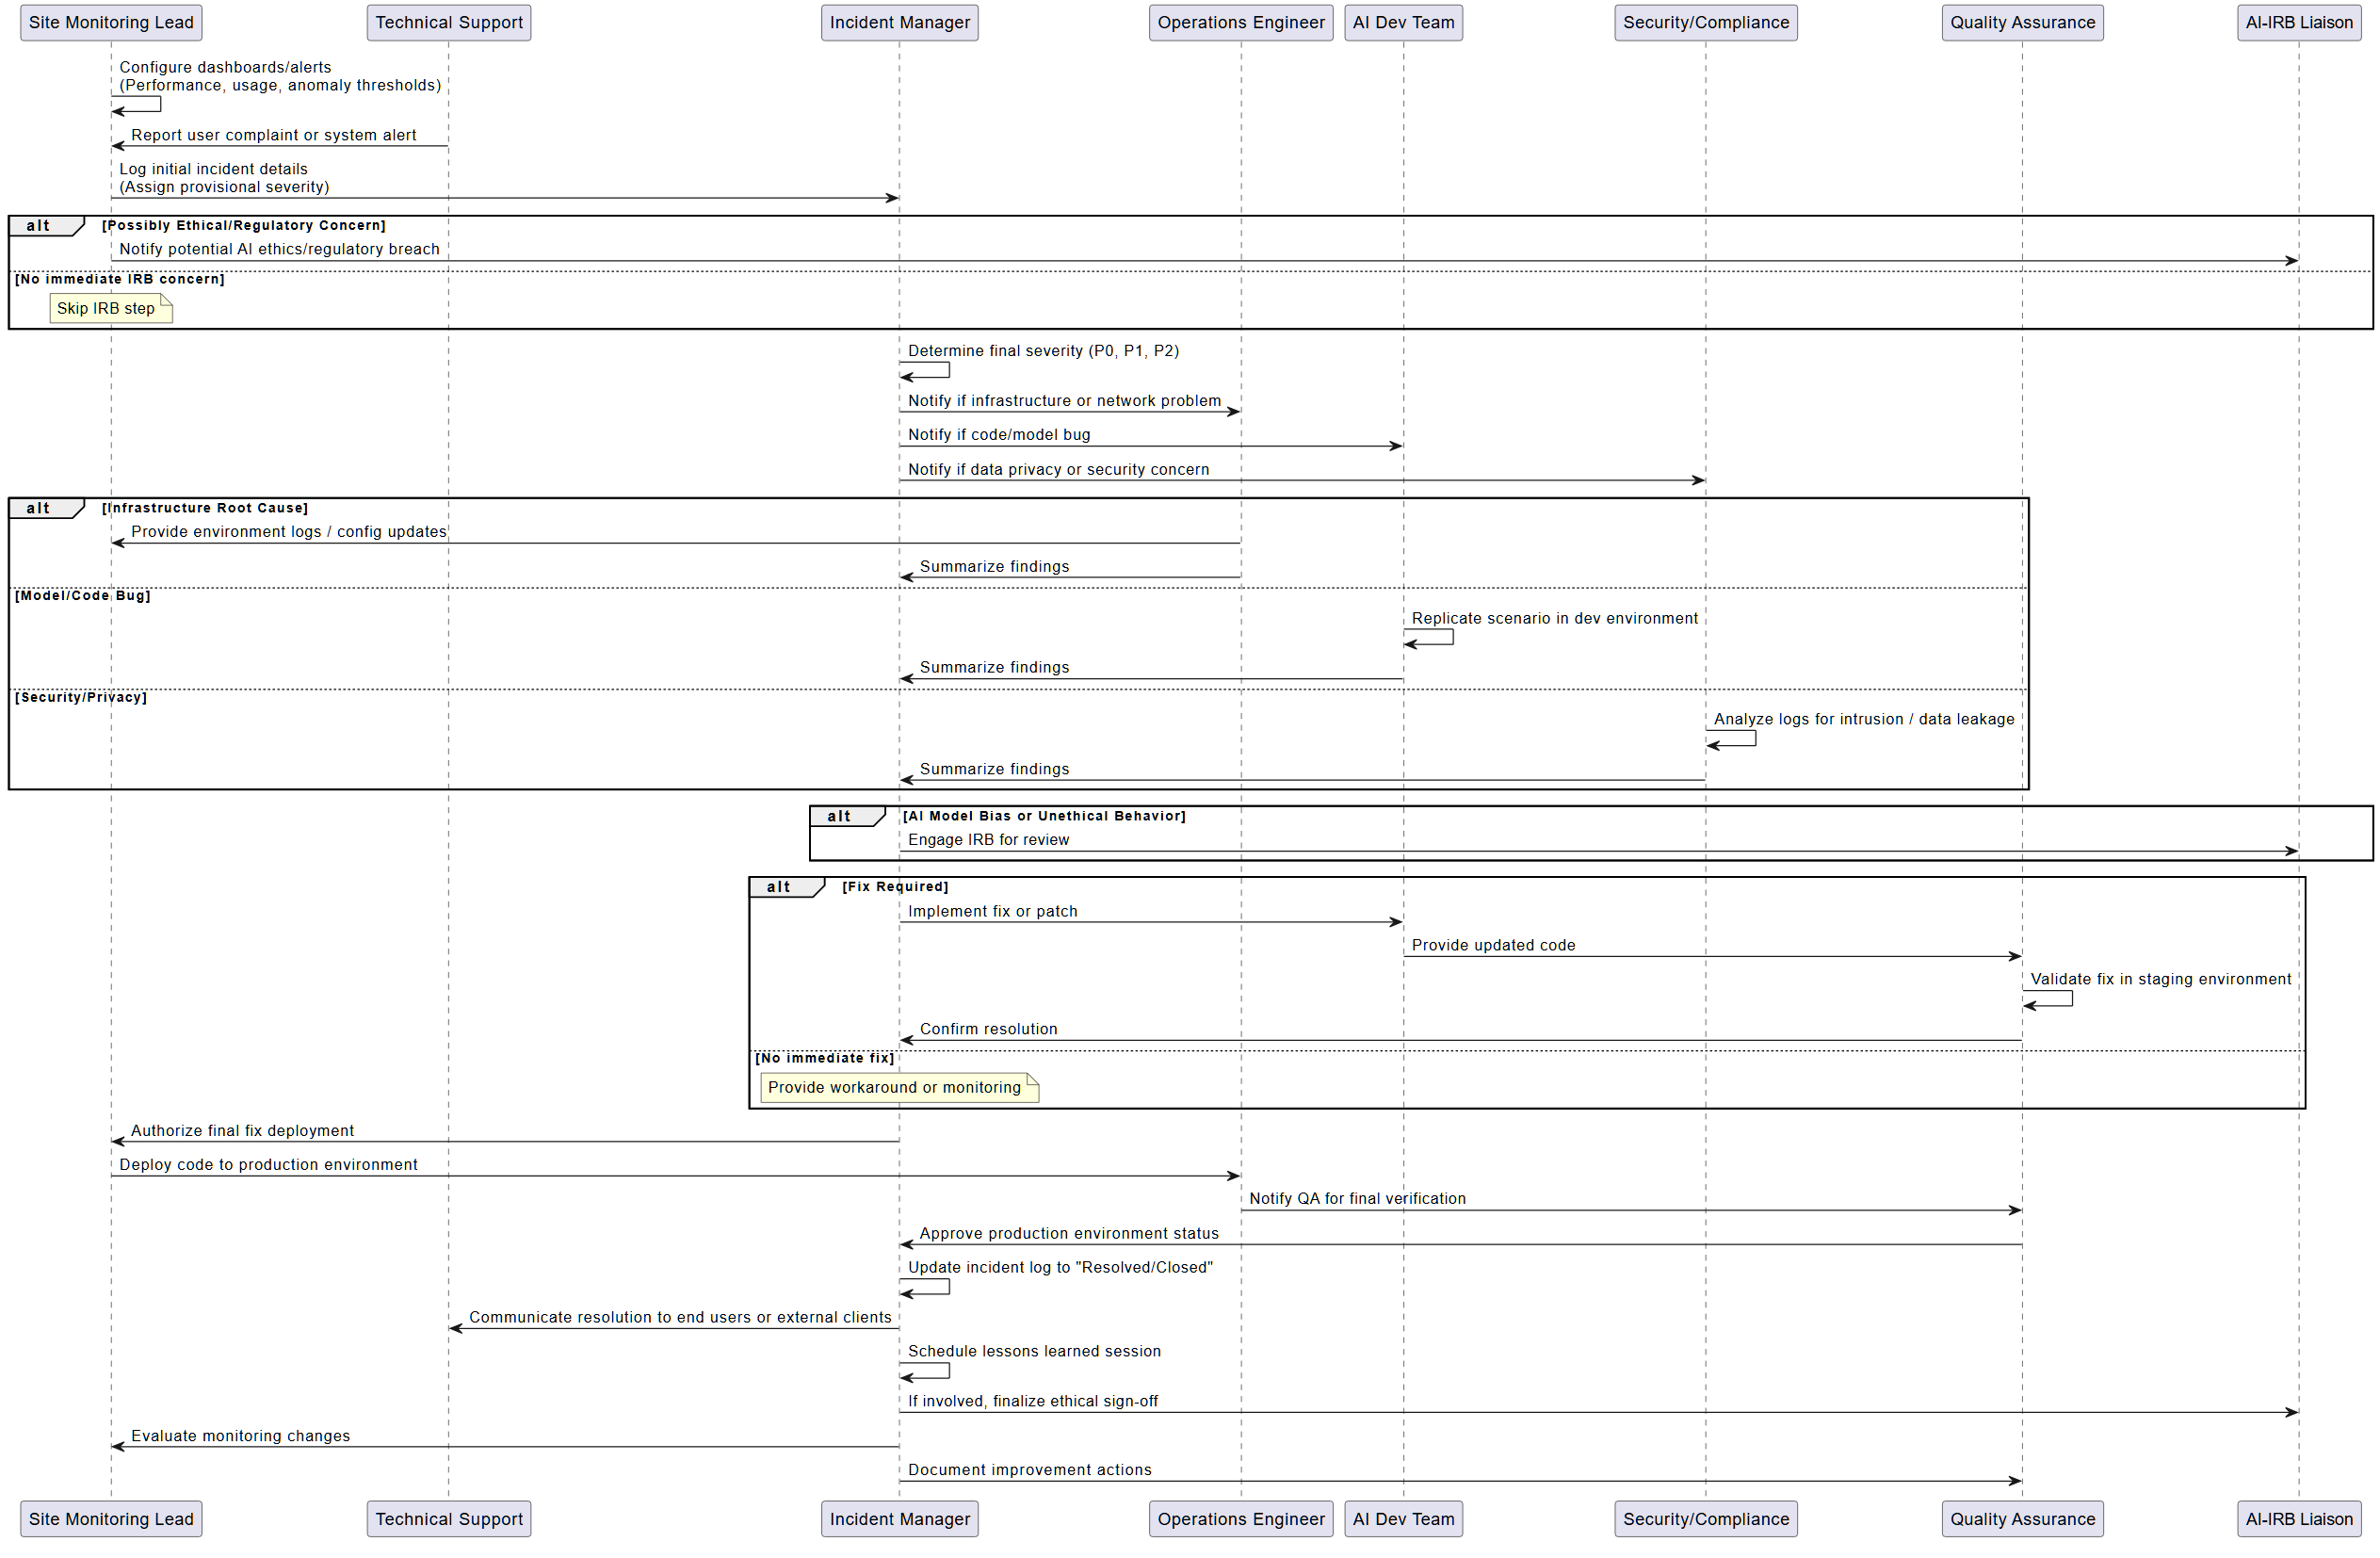 Site Monitoring Lead
Technical Support
Incident Manager
Operations Engineer
AI Dev Team
Security/Compliance
Quality Assurance
AI-IRB Liaison
Configure dashboards/alerts
(Performance, usage, anomaly thresholds)
Report user complaint or system alert
Log initial incident details
(Assign provisional severity)
alt
[Possibly Ethical/Regulatory Concern]
Notify potential AI ethics/regulatory breach
[No immediate IRB concern]
Skip IRB step
Determine final severity (P0, P1, P2)
Notify if infrastructure or network problem
Notify if code/model bug
Notify if data privacy or security concern
alt
[Infrastructure Root Cause]
Provide environment logs / config updates
Summarize findings
[Model/Code Bug]
Replicate scenario in dev environment
Summarize findings
[Security/Privacy]
Analyze logs for intrusion / data leakage
Summarize findings
alt
[AI Model Bias or Unethical Behavior]
Engage IRB for review
alt
[Fix Required]
Implement fix or patch
Provide updated code
Validate fix in staging environment
Confirm resolution
[No immediate fix]
Provide workaround or monitoring
Authorize final fix deployment
Deploy code to production environment
Notify QA for final verification
Approve production environment status
Update incident log to "Resolved/Closed"
Communicate resolution to end users or external clients
Schedule lessons learned session
If involved, finalize ethical sign-off
Evaluate monitoring changes
Document improvement actions
Site Monitoring Lead
Technical Support
Incident Manager
Operations Engineer
AI Dev Team
Security/Compliance
Quality Assurance
AI-IRB Liaison